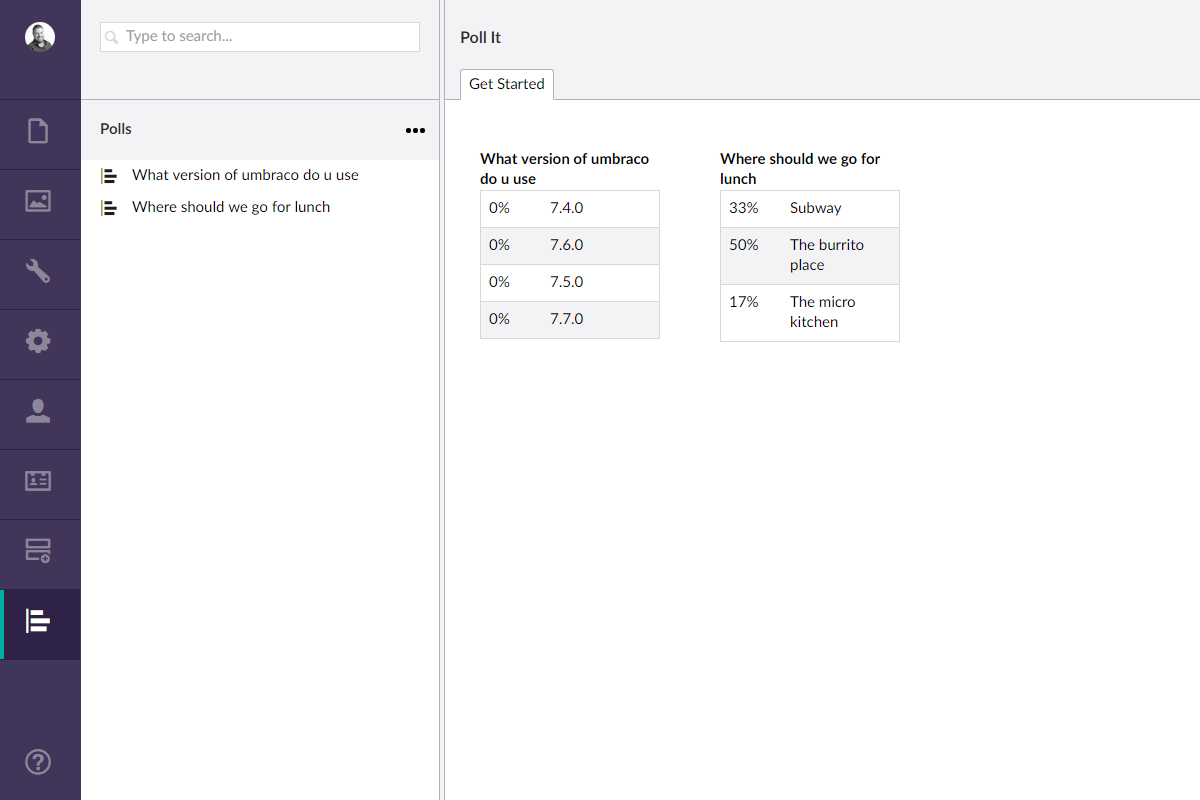 Type to search...
Poll It
Get Started
Polls
What version of umbraco do u use
Where should we go for lunch
What version of umbraco
do u use
0% 7.4.0
0% 7.6.0
0% 7.5.0
0% 7.7.0
Where should we go for
lunch
33% Subway
50% The burrito
place
17% The micro
kitchen